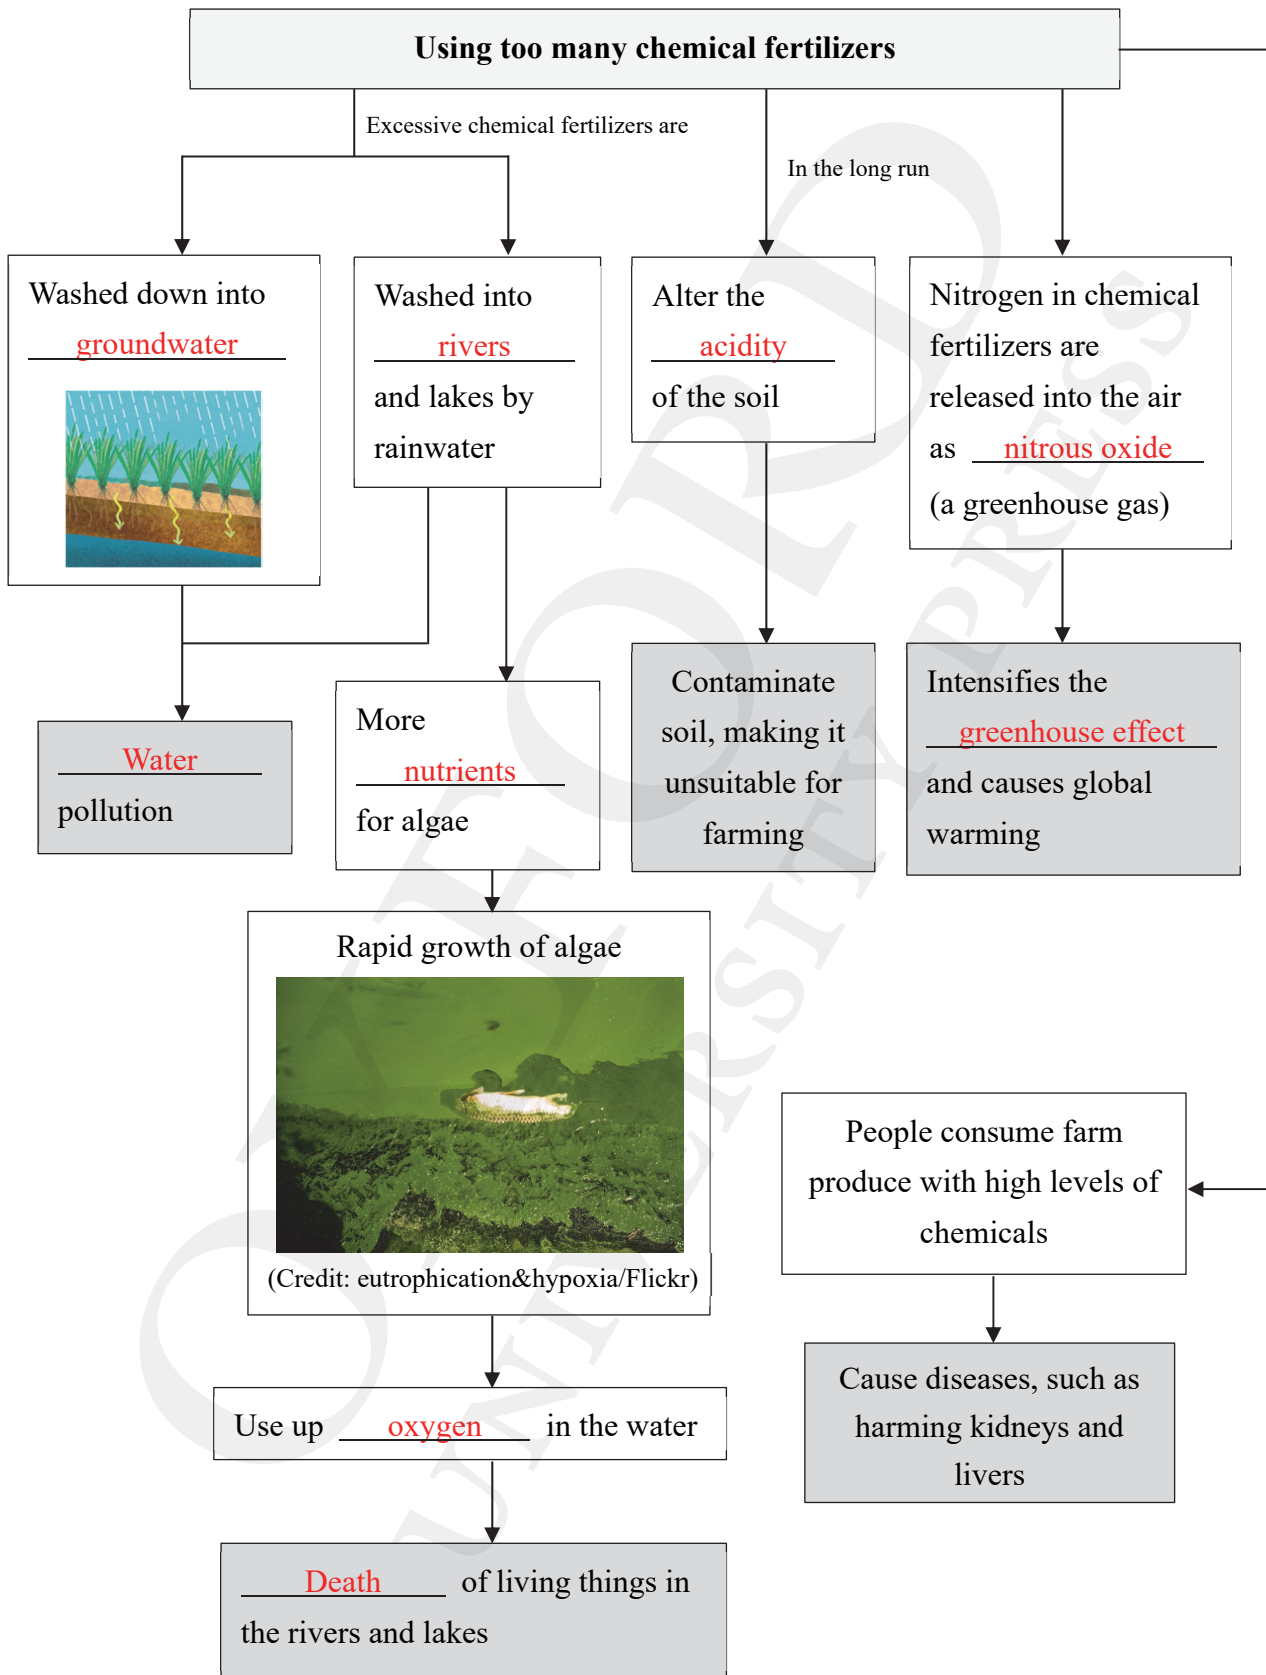 Using too many chemical fertilizers
Excessive chemical fertilizers are
In the long run
Washed down into
groundwater
Washed into
rivers
and lakes by
rainwater
Alter the
acidity
of the soil
Nitrogen in chemical
fertilizers are
released into the air
as nitrous oxide
(a greenhouse gas)
Water
pollution
More
nutrients
for algae
Contaminate
soil, making it
unsuitable for
farming
Intensifies the
greenhouse effect
and causes global
warming
Rapid growth of algae
(Credit: eutrophication&hypoxia/Flickr)
People consume farm
produce with high levels of
chemicals
Use up oxygen in the water
Cause diseases, such as
harming kidneys and
livers
Death of living things in
the rivers and lakes
OXFORD
UNIVERSITY PRESS